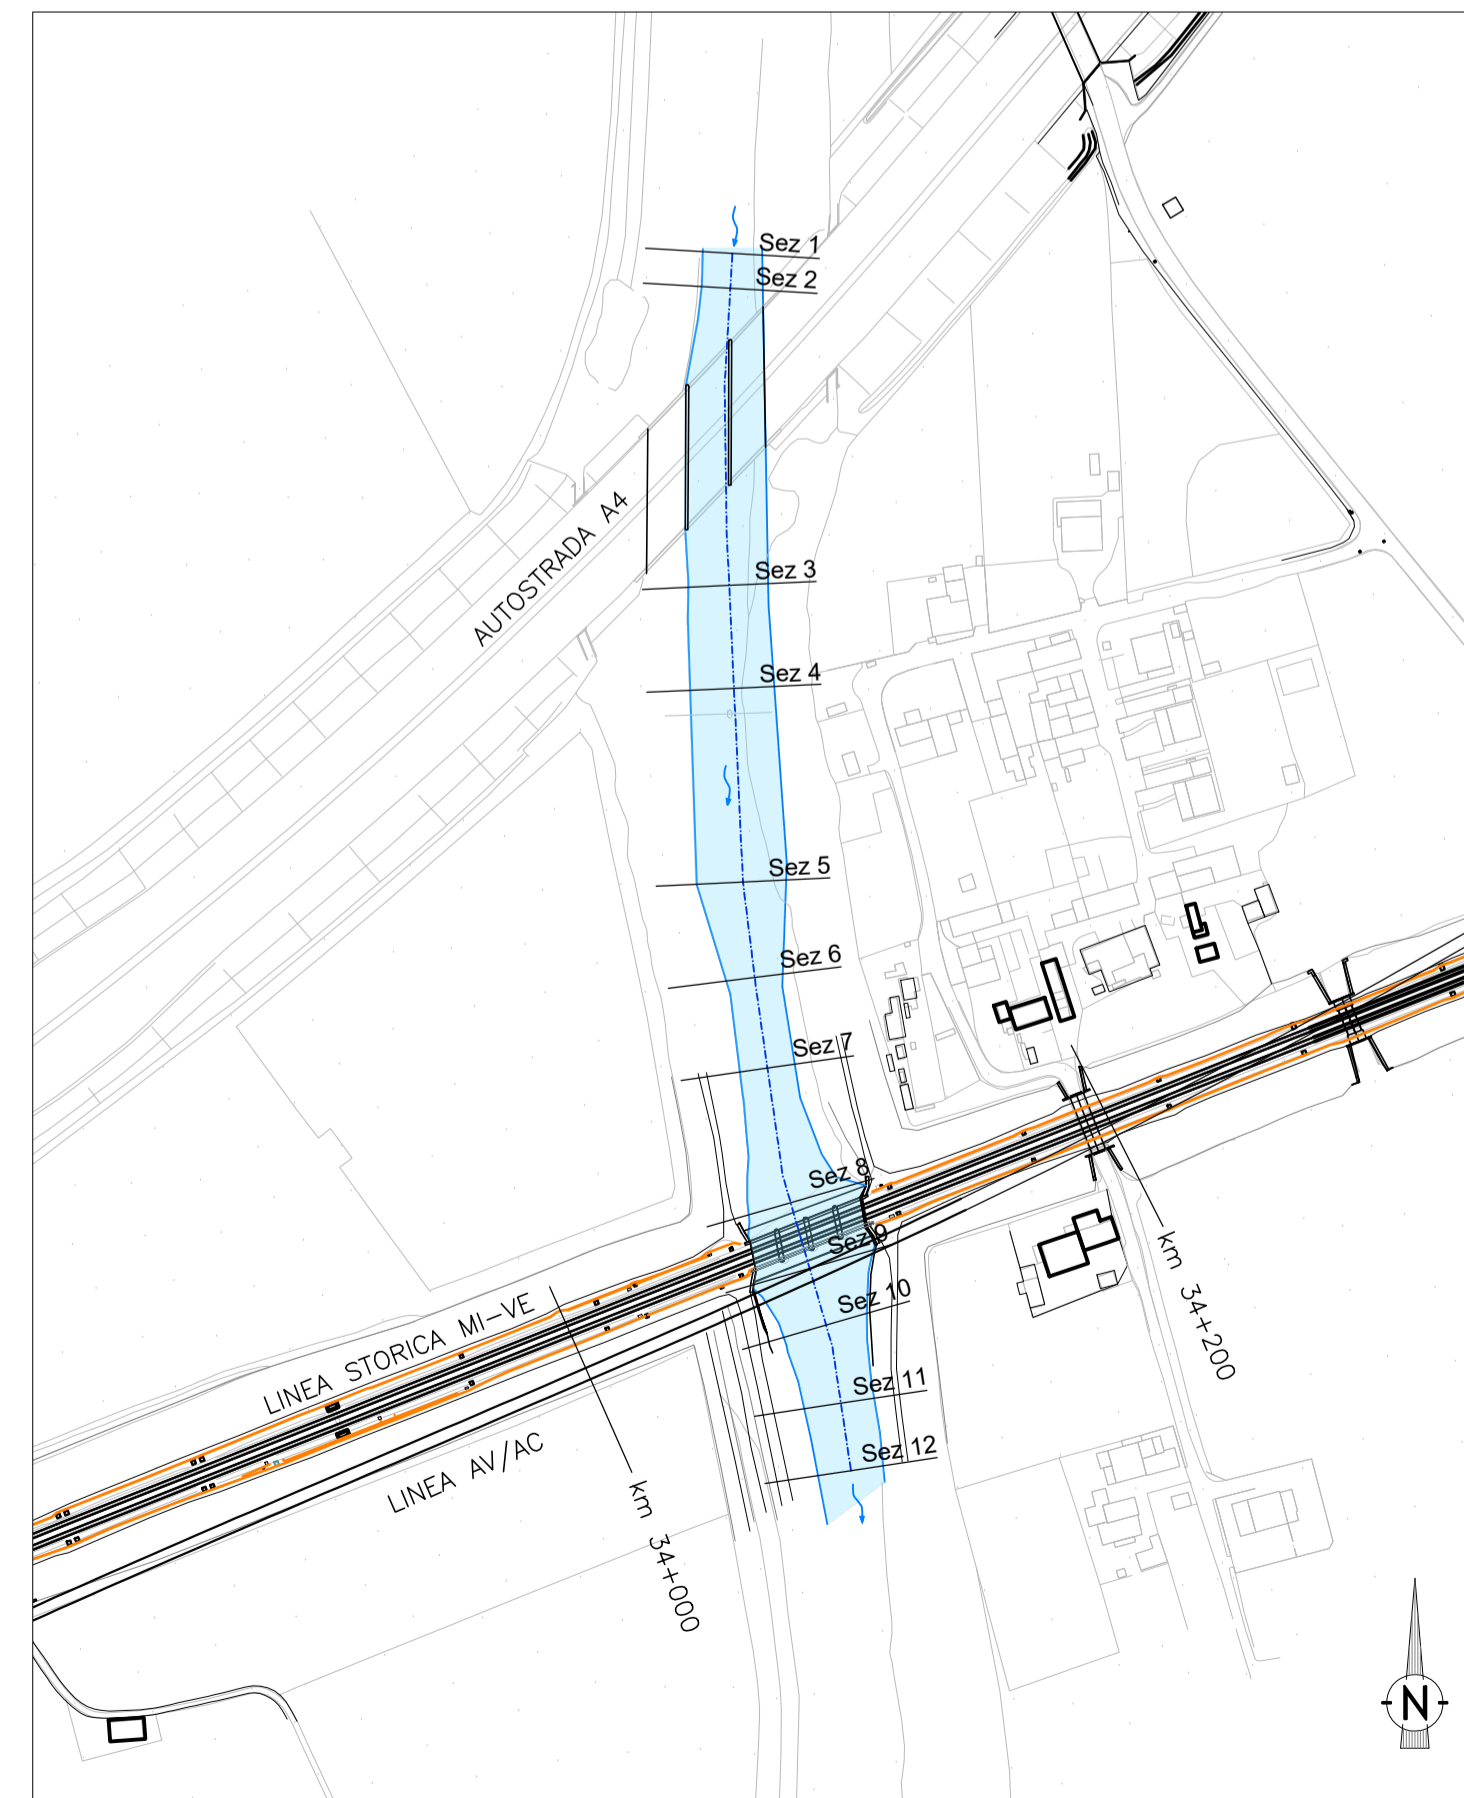 Sez 1
Sez 2
AUTOSTRADA A4
Sez 3
Sez 4
Sez 5
Sez 6
Sez 7
Sez 8
Sez 9
Sez 10
LINEA STORICA MI-VE
km 34+200
Sez 11
Sez 12
LINEA AV/AC
km 34+000
N